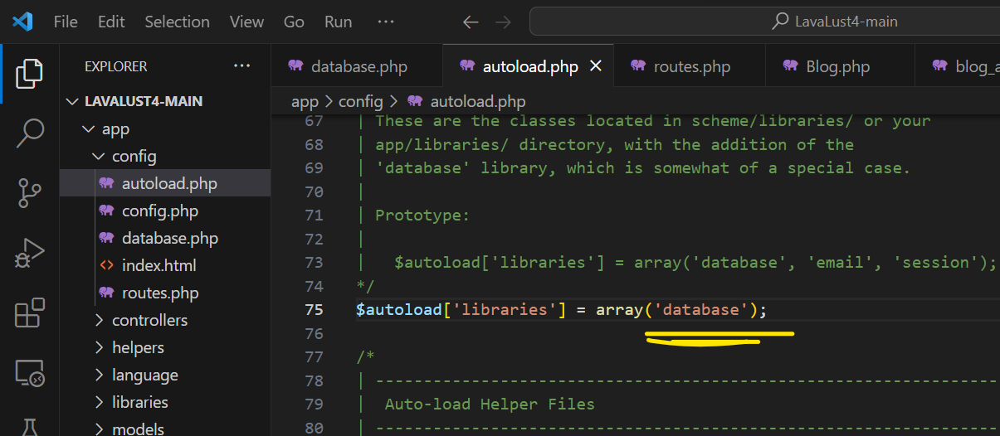 File Edit Selection View Go Run ··· LavaLust4-main
EXPLORER ···
LAVALUST4-MAIN
app
config
autoload.php
config.php
database.php
index.html
routes.php
controllers
helpers
language
libraries
models
database.php autoload.php routes.php Blog.php blog_a
app > config > autoload.php
67 | These are the classes located in scheme/libraries/ or your
68 | app/libraries/ directory, with the addition of the
69 | 'database' library, which is somewhat of a special case.
70 |
71 | Prototype:
72 |
73 | $autoload['libraries'] = array('database', 'email', 'session');
74 */
75 $autoload['libraries'] = array('database');
76
77 /*
78 | -----------------------------------------------------------------
79 | Auto-load Helper Files
80 | -----------------------------------------------------------------